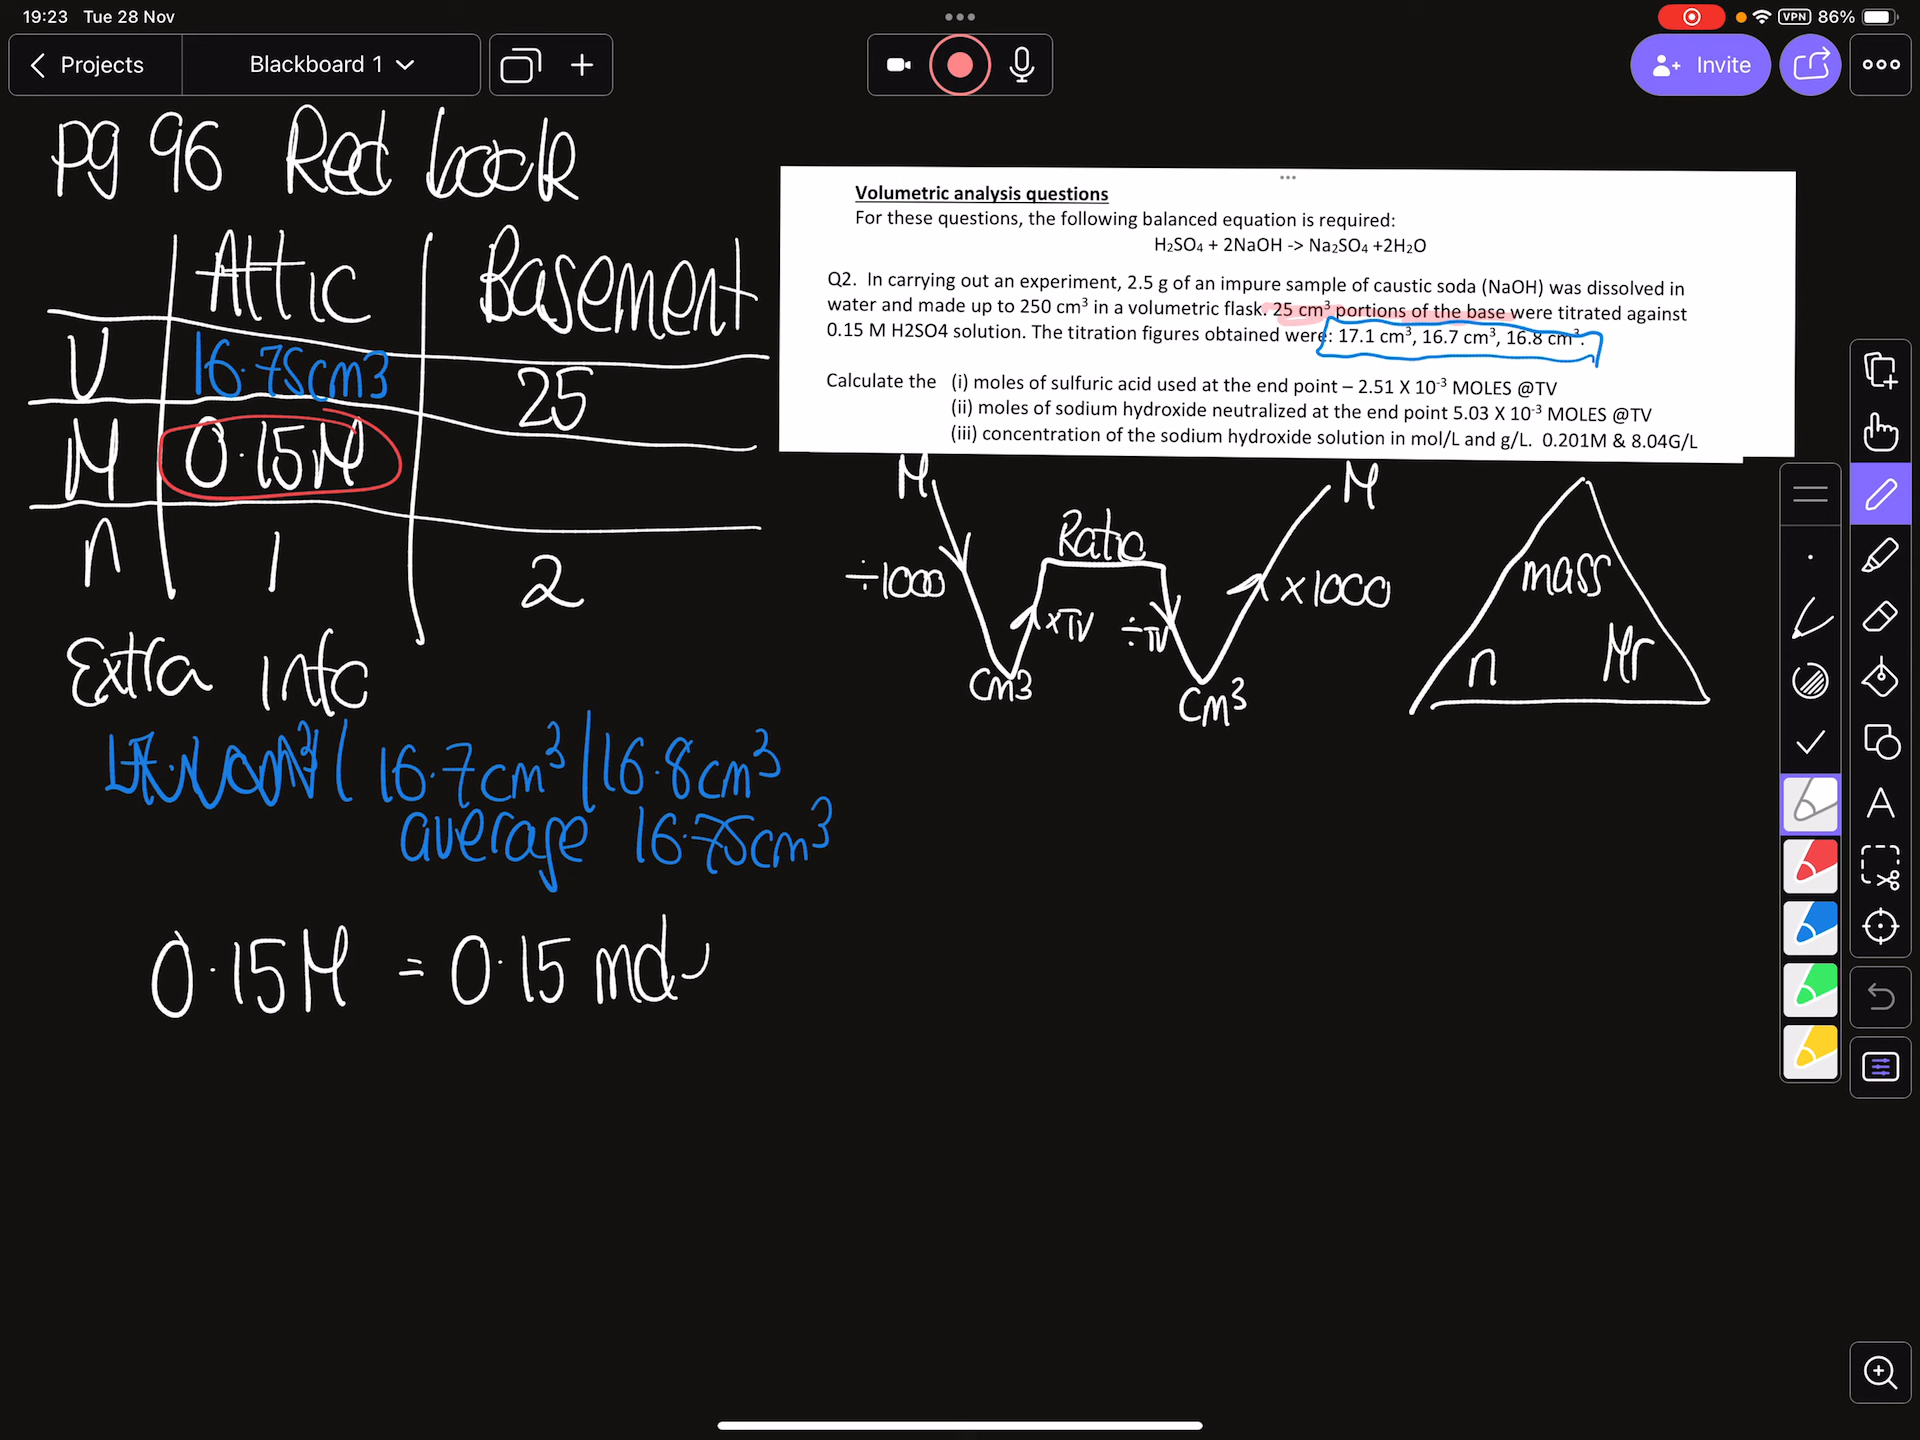 19:23 Tue 28 Nov
VPN 86%
Projects
Blackboard 1
Invite
pg 96 Red book
Attic Basement
V 16.75cm3 25
M 0.15M
n 1 2
Extra info
16.7cm³ | 16.8cm³
average 16.75cm³
0.15M = 0.15
Volumetric analysis questions
For these questions, the following balanced equation is required:
H₂SO₄ + 2NaOH -> Na₂SO₄ +2H₂O
Q2. In carrying out an experiment, 2.5 g of an impure sample of caustic soda (NaOH) was dissolved in
water and made up to 250 cm³ in a volumetric flask. 25 cm³ portions of the base were titrated against
0.15 M H2SO4 solution. The titration figures obtained were: 17.1 cm³, 16.7 cm³, 16.8 cm³.
Calculate the (i) moles of sulfuric acid used at the end point – 2.51 X 10⁻³ MOLES @TV
(ii) moles of sodium hydroxide neutralized at the end point 5.03 X 10⁻³ MOLES @TV
(iii) concentration of the sodium hydroxide solution in mol/L and g/L. 0.201M & 8.04G/L
M M
Ratio
÷1000 xTV ÷TV x1000
cm3 cm³
mass
n Mr
A